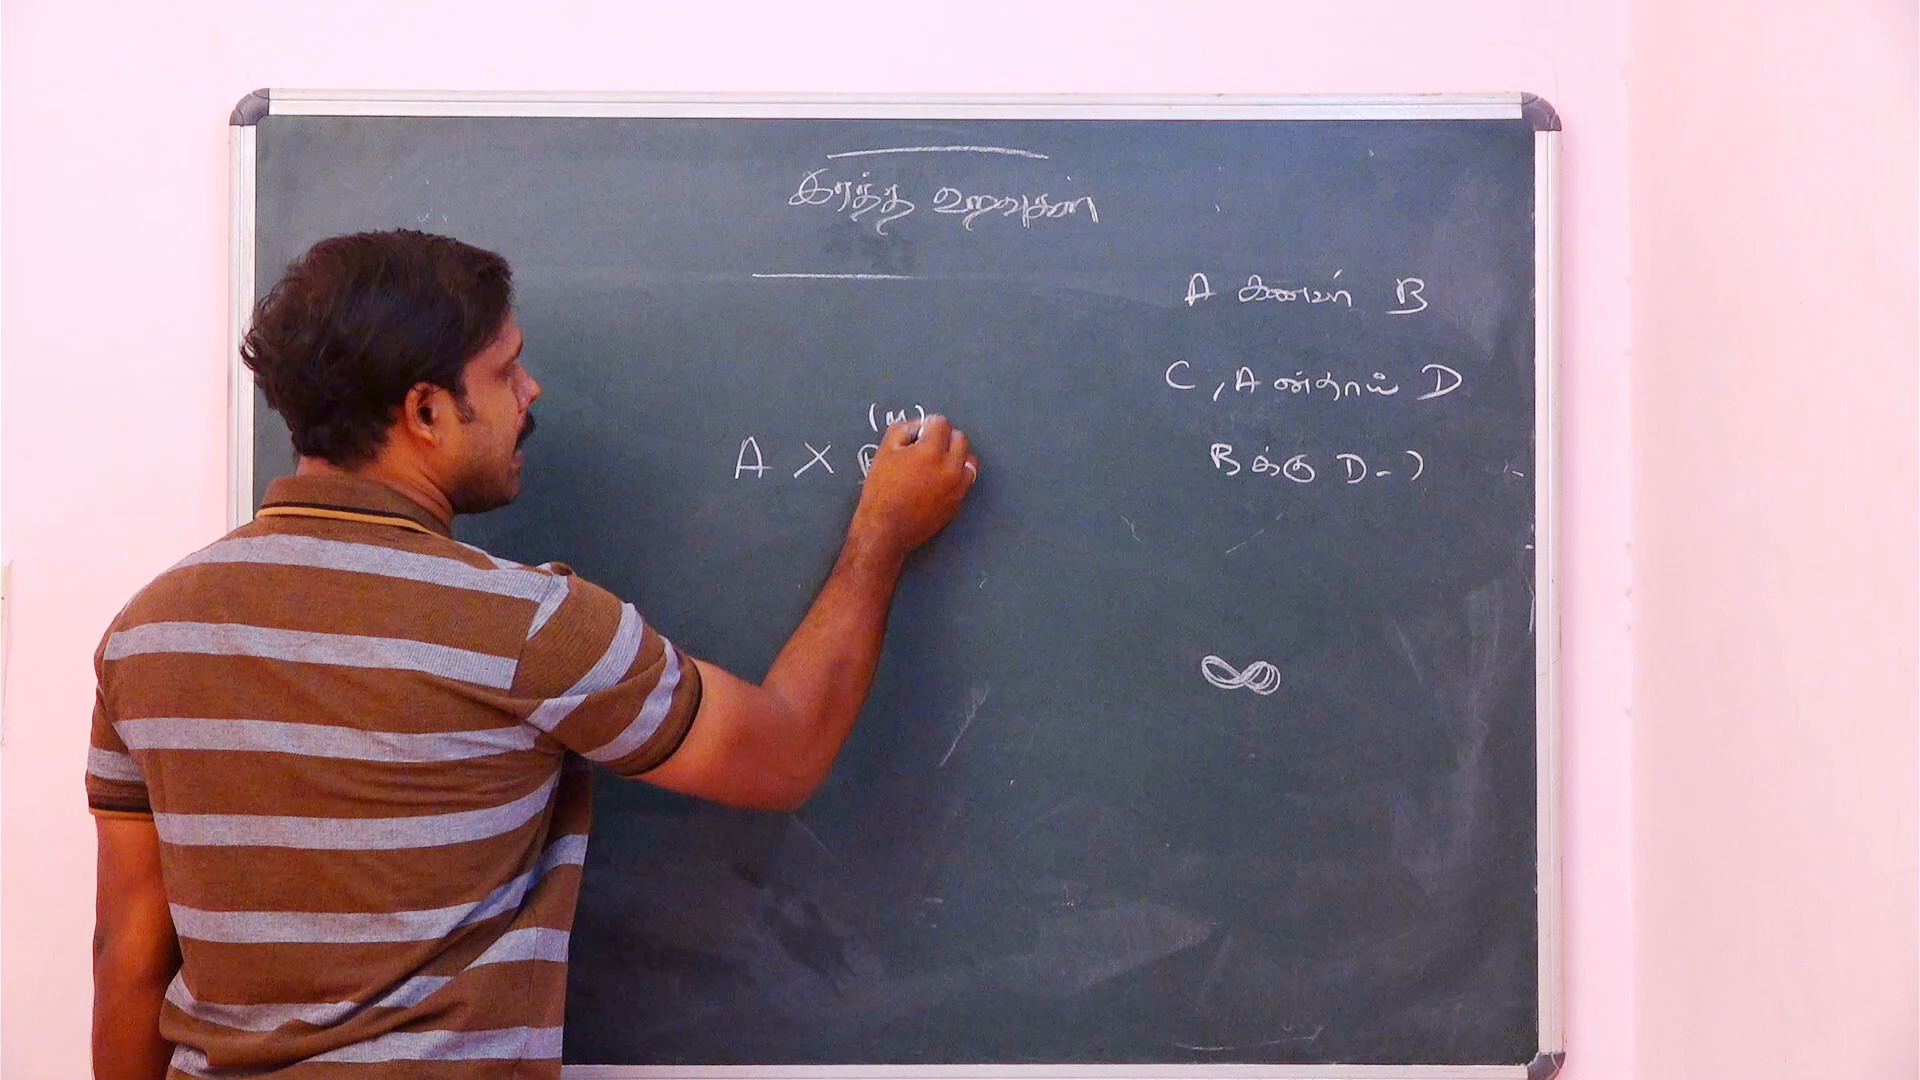 இரத்த உறவுகள்
A கணவர் B
C , A ன்தாய் D
(M)
A X B
B க்கு D - )